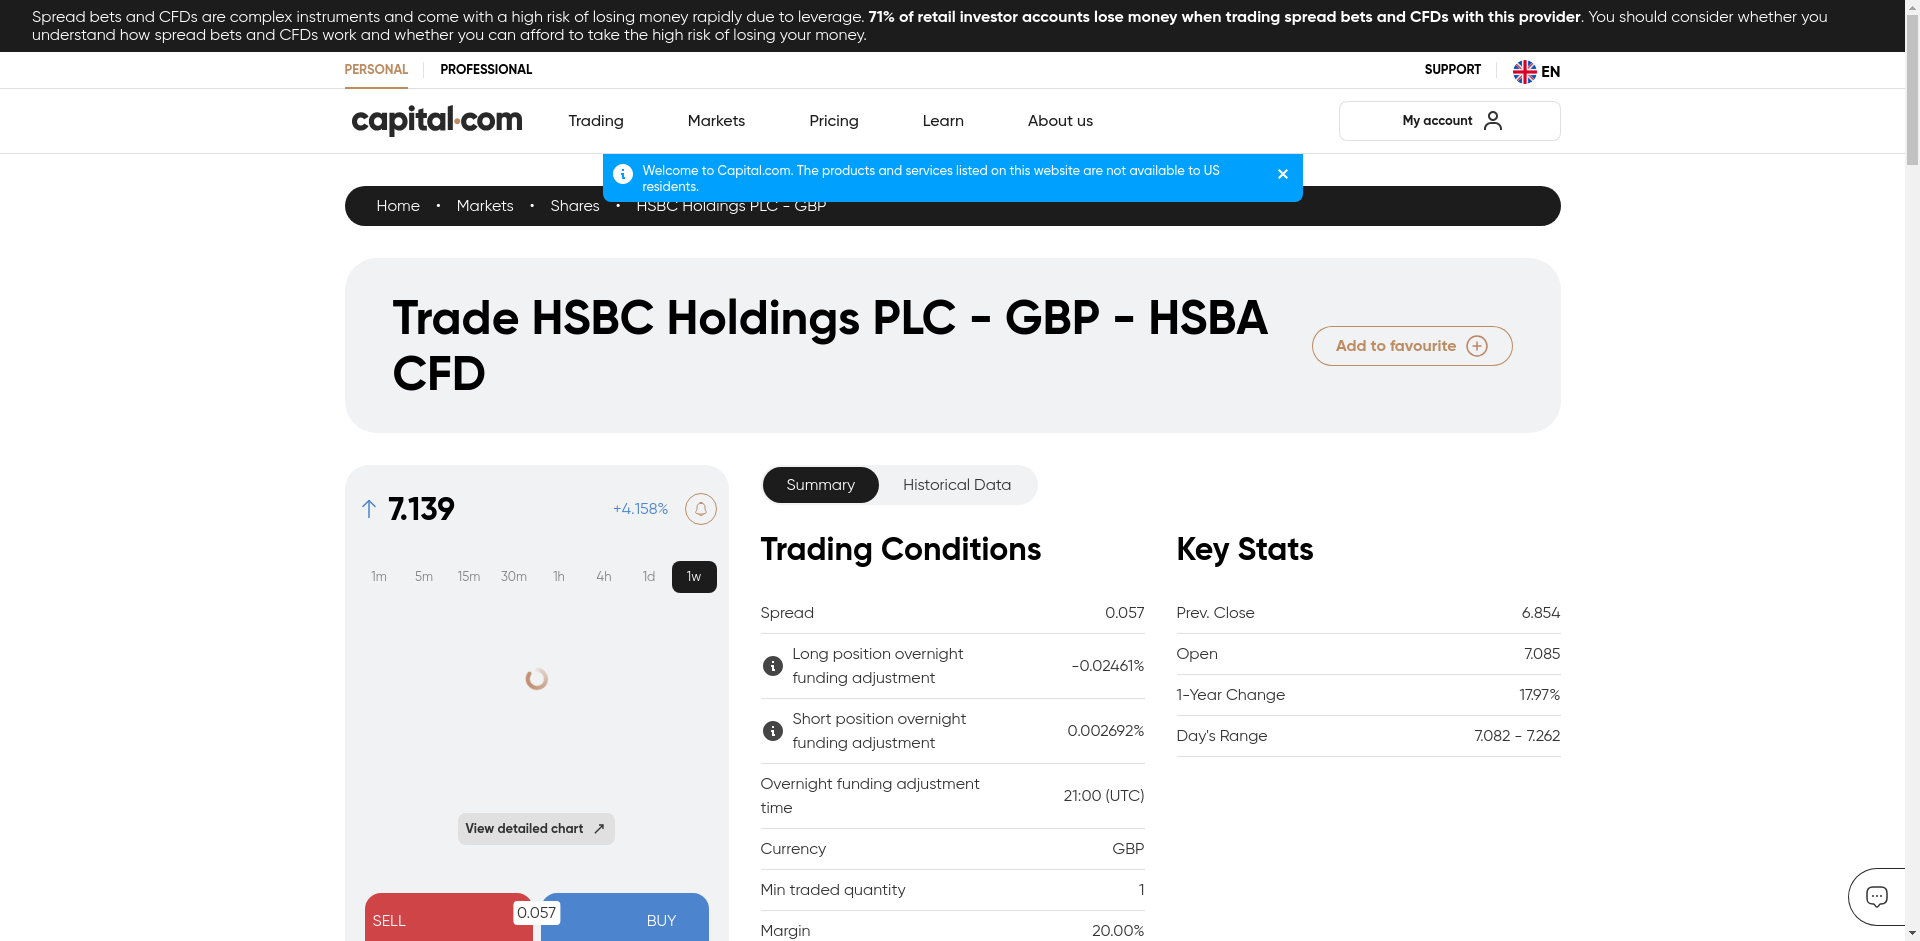 Spread bets and CFDs are complex instruments and come with a high risk of losing money rapidly due to leverage. 71% of retail investor accounts lose money when trading spread bets and CFDs with this provider. You should consider whether you
understand how spread bets and CFDs work and whether you can afford to take the high risk of losing your money.
PERSONAL PROFESSIONAL SUPPORT EN
capital.com Trading Markets Pricing Learn About us My account
Welcome to Capital.com. The products and services listed on this website are not available to US
residents.
Home • Markets • Shares • HSBC Holdings PLC - GBP
Trade HSBC Holdings PLC - GBP - HSBA
CFD
Add to favourite
7.139 +4.158%
1m 5m 15m 30m 1h 4h 1d 1w
View detailed chart
SELL 0.057 BUY
Summary Historical Data
Trading Conditions
Spread 0.057
Long position overnight
funding adjustment -0.02461%
Short position overnight
funding adjustment 0.002692%
Overnight funding adjustment
time 21:00 (UTC)
Currency GBP
Min traded quantity 1
Margin 20.00%
Key Stats
Prev. Close 6.854
Open 7.085
1-Year Change 17.97%
Day's Range 7.082 - 7.262